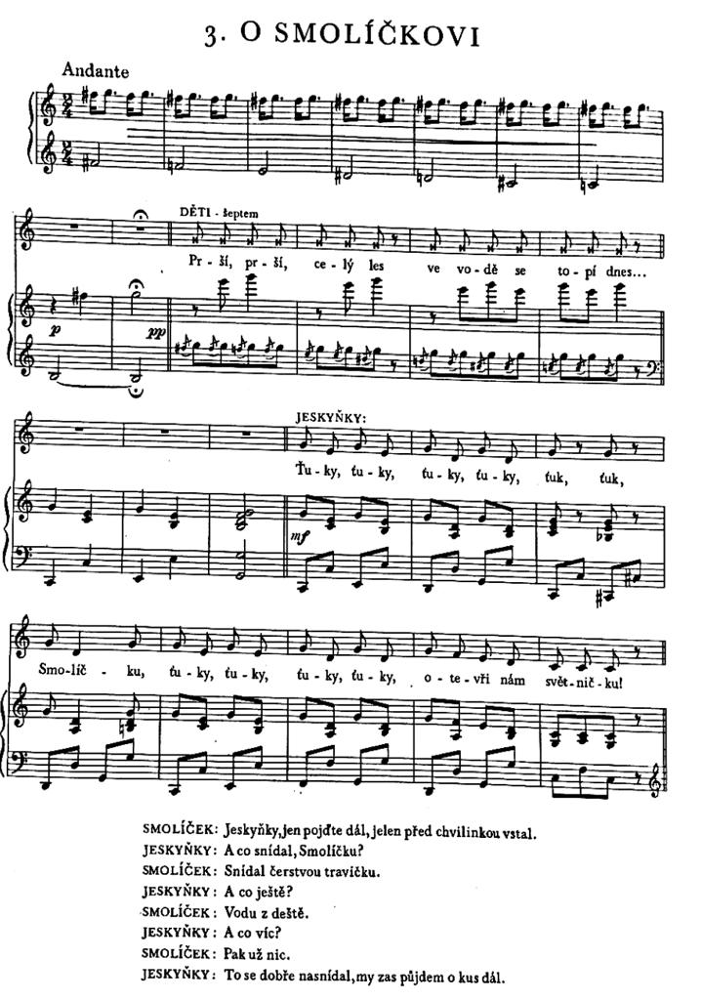 3. O SMOLÍČKOVI
Andante
DĚTI - šeptem
Pr - ší, pr - ší, ce - lý les ve vo - dě se to - pí dnes...
p pp
JESKYŇKY:
Ťu - ky, ťu - ky, ťu - ky, ťu - ky, ťuk, ťuk,
mf
Smo - líč - ku, ťu - ky, ťu - ky, ťu - ky, ťu - ky, o - te - vři nám svět - nič - ku!
SMOLÍČEK: Jeskyňky, jen pojďte dál, jelen před chvilinkou vstal.
JESKYŇKY: A co snídal, Smolíčku?
SMOLÍČEK: Snídal čerstvou travičku.
JESKYŇKY: A co ještě?
SMOLÍČEK: Vodu z deště.
JESKYŇKY: A co víc?
SMOLÍČEK: Pak už nic.
JESKYŇKY: To se dobře nasnídal, my zas půjdem o kus dál.